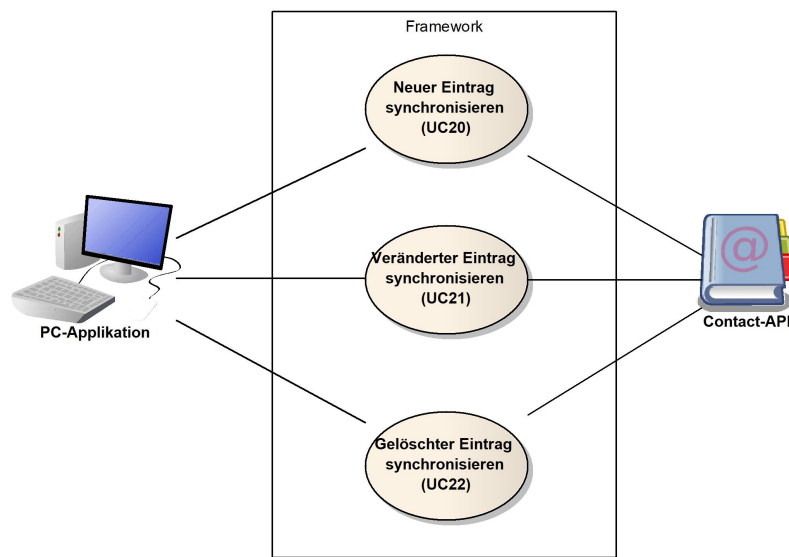 Framework
Neuer Eintrag
synchronisieren
(UC20)
Veränderter Eintrag
synchronisieren
(UC21)
Gelöschter Eintrag
synchronisieren
(UC22)
PC-Applikation
@
Contact-API